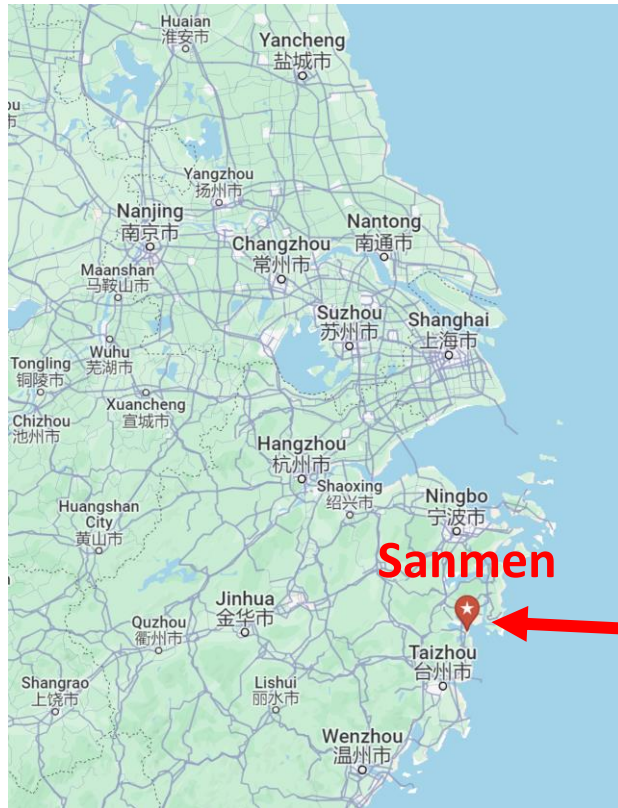 Huaian
淮安市
Yancheng
盐城市
Yangzhou
扬州市
Nanjing
南京市
Nantong
南通市
Changzhou
常州市
Maanshan
马鞍山市
Suzhou
苏州市
Shanghai
上海市
Wuhu
芜湖市
Tongling
铜陵市
Xuancheng
宣城市
Chizhou
池州市
Hangzhou
杭州市
Shaoxing
绍兴市
Ningbo
宁波市
Huangshan
City
黄山市
Sanmen
Jinhua
金华市
Quzhou
衢州市
Taizhou
台州市
Shangrao
上饶市
Lishui
丽水市
Wenzhou
温州市